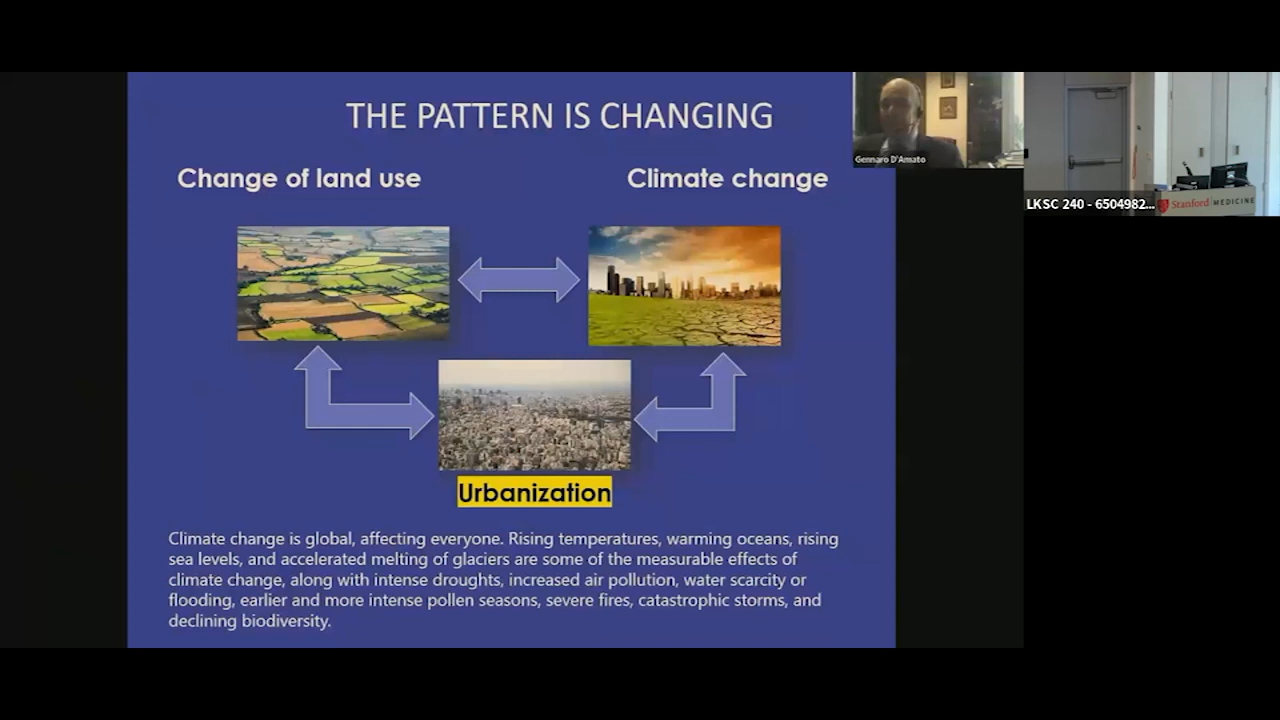 THE PATTERN IS CHANGING
Change of land use
Climate change
Urbanization
Climate change is global, affecting everyone. Rising temperatures, warming oceans, rising
sea levels, and accelerated melting of glaciers are some of the measurable effects of
climate change, along with intense droughts, increased air pollution, water scarcity or
flooding, earlier and more intense pollen seasons, severe fires, catastrophic storms, and
declining biodiversity.
Gennaro D'Amato
LKSC 240 - 6504982...
Stanford MEDICINE